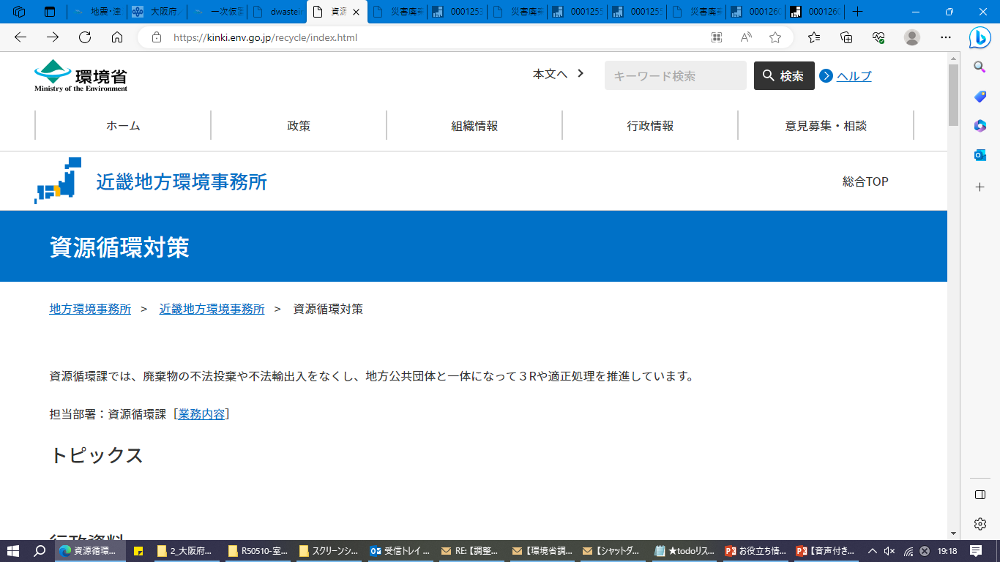 地震・津
大阪府ノ
一次仮置
dwastein
資源
災害廃棄
000125
災害廃棄
000125
000125
災害廃棄
000126
000126
https://kinki.env.go.jp/recycle/index.html
環境省
Ministry of the Environment
本文へ
キーワード検索
検索
ヘルプ
ホーム
政策
組織情報
行政情報
意見募集・相談
近畿地方環境事務所
総合TOP
資源循環対策
地方環境事務所 > 近畿地方環境事務所 > 資源循環対策
資源循環課では、廃棄物の不法投棄や不法輸出入をなくし、地方公共団体と一体になって３Rや適正処理を推進しています。
担当部署：資源循環課［業務内容］
トピックス
行政資料
資源循環...
2_大阪府...
R50510-室...
スクリーンシ...
受信トレイ ...
RE: 【調整...
【環境省調...
【シャットダ...
★todoリス...
お役立ち情...
【音声付き...
19:18